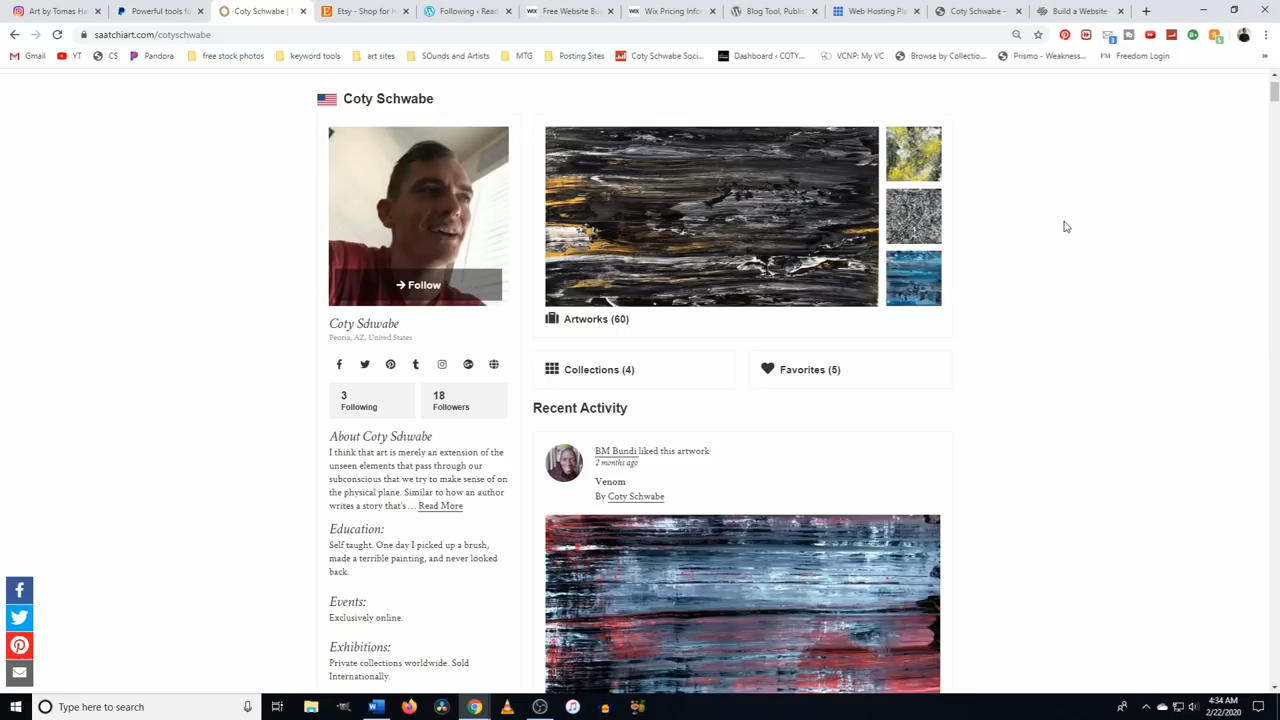 Art by Tomas Ha
Powerful tools fo
Coty Schwabe |
Etsy - Shop for H
Following - Read
Free Website Bu
Wix Pricing Infor
Blog Tool, Public
Web Hosting Pla
Coty Schwabe –
Build a Website
saatchiart.com/cotyschwabe
Gmail
YT
CS
Pandora
free stock photos
keyword tools
art sites
SOunds and Artists
MTG
Posting Sites
Coty Schwabe Soci...
Dashboard ‹ COTY...
VCNP: My VC
Browse by Collectio...
Prismo - Weakness...
Freedom Login
Coty Schwabe
Follow
Coty Schwabe
Peoria, AZ, United States
3
Following
18
Followers
About Coty Schwabe
I think that art is merely an extension of the
unseen elements that pass through our
subconscious that we try to make sense of on
the physical plane. Similar to how an author
writes a story that's ... Read More
Education:
Self taught. One day I picked up a brush,
made a terrible painting, and never looked
back.
Events:
Exclusively online.
Exhibitions:
Private collections worldwide. Sold
Internationally.
Artworks (60)
Collections (4)
Favorites (5)
Recent Activity
BM Bundi liked this artwork
2 months ago
Venom
By Coty Schwabe
Type here to search
4:34 AM
2/22/2020